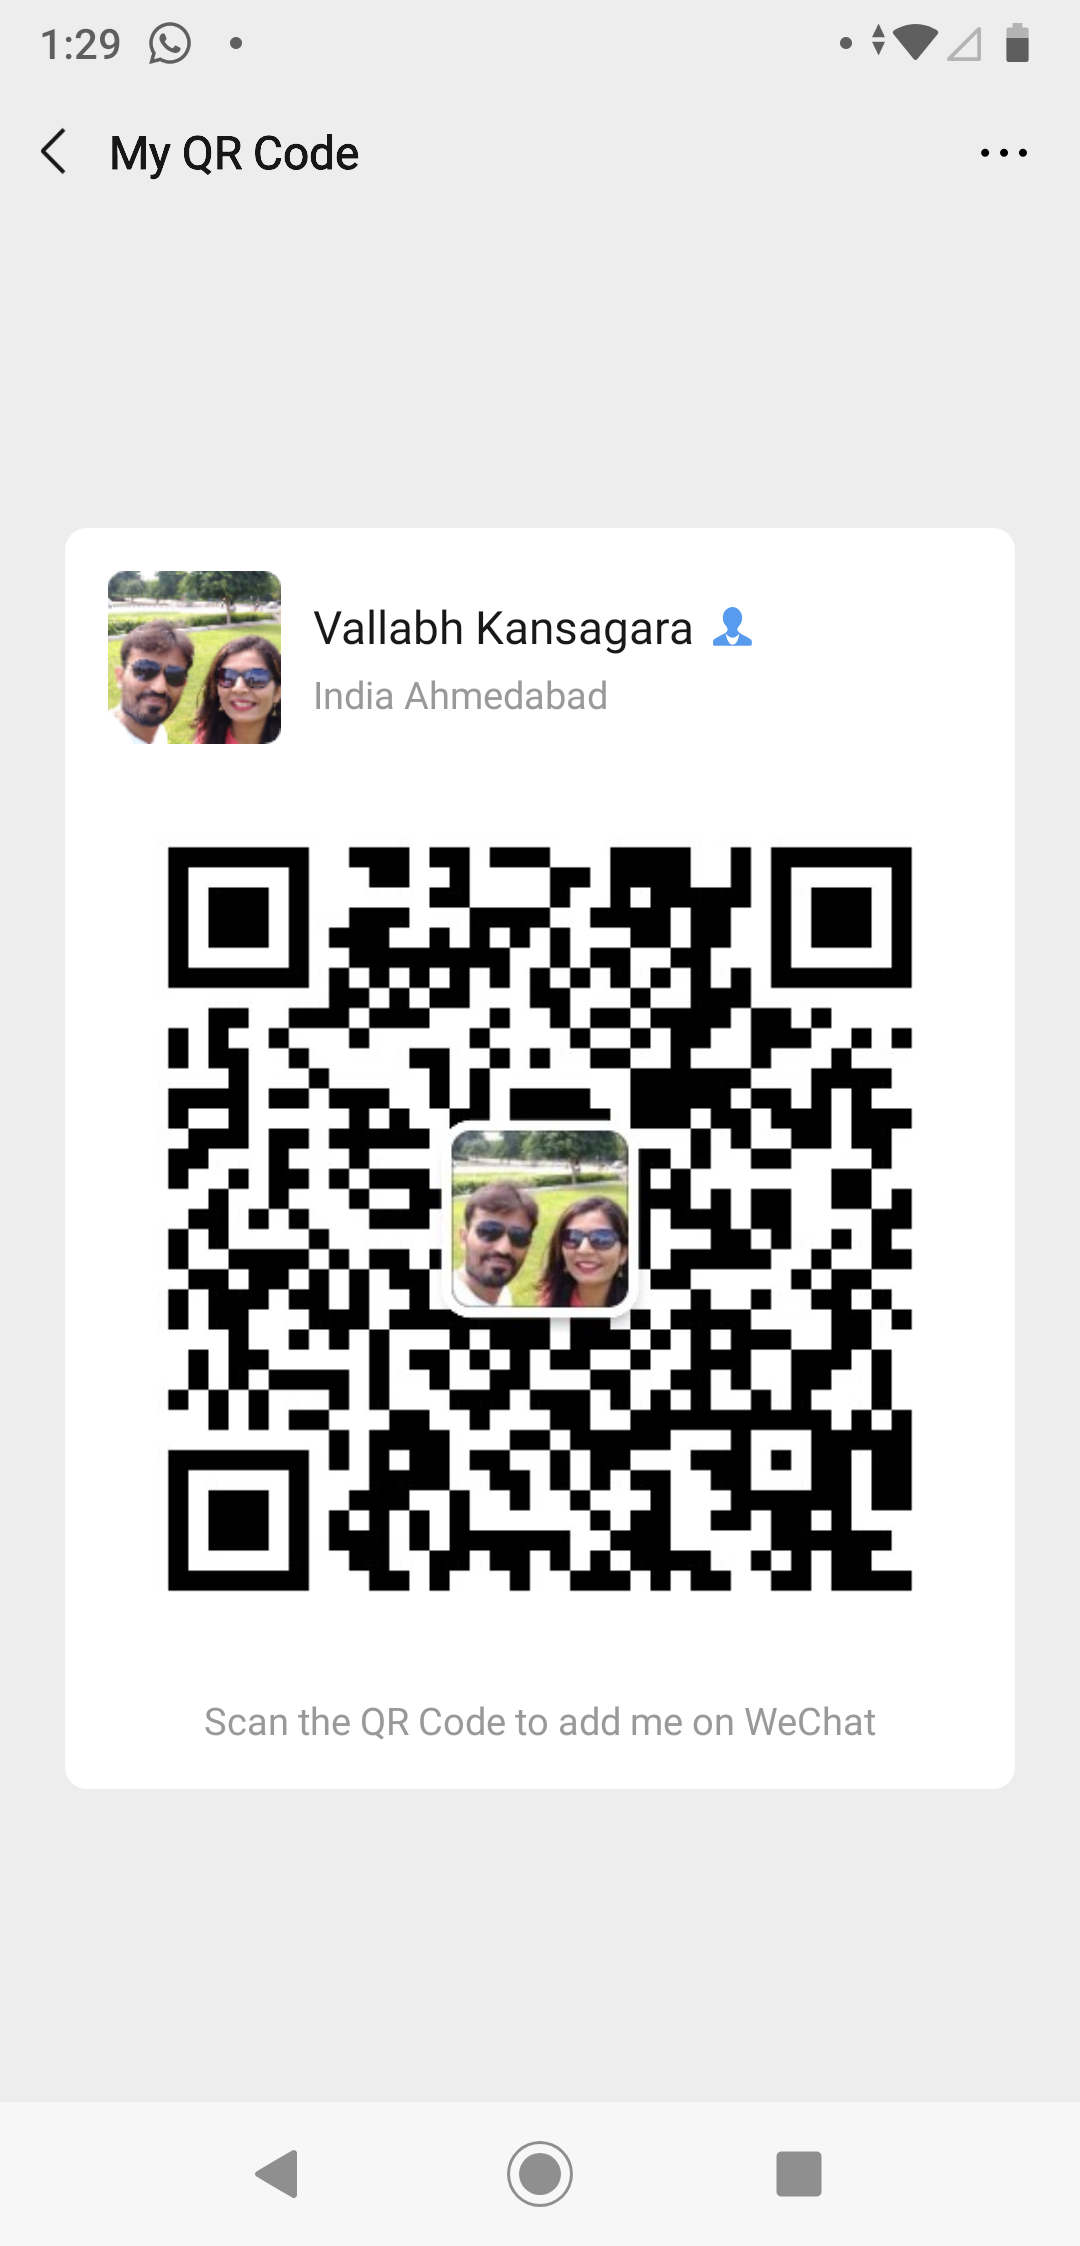 1:29
My QR Code
Vallabh Kansagara
India Ahmedabad
Scan the QR Code to add me on WeChat